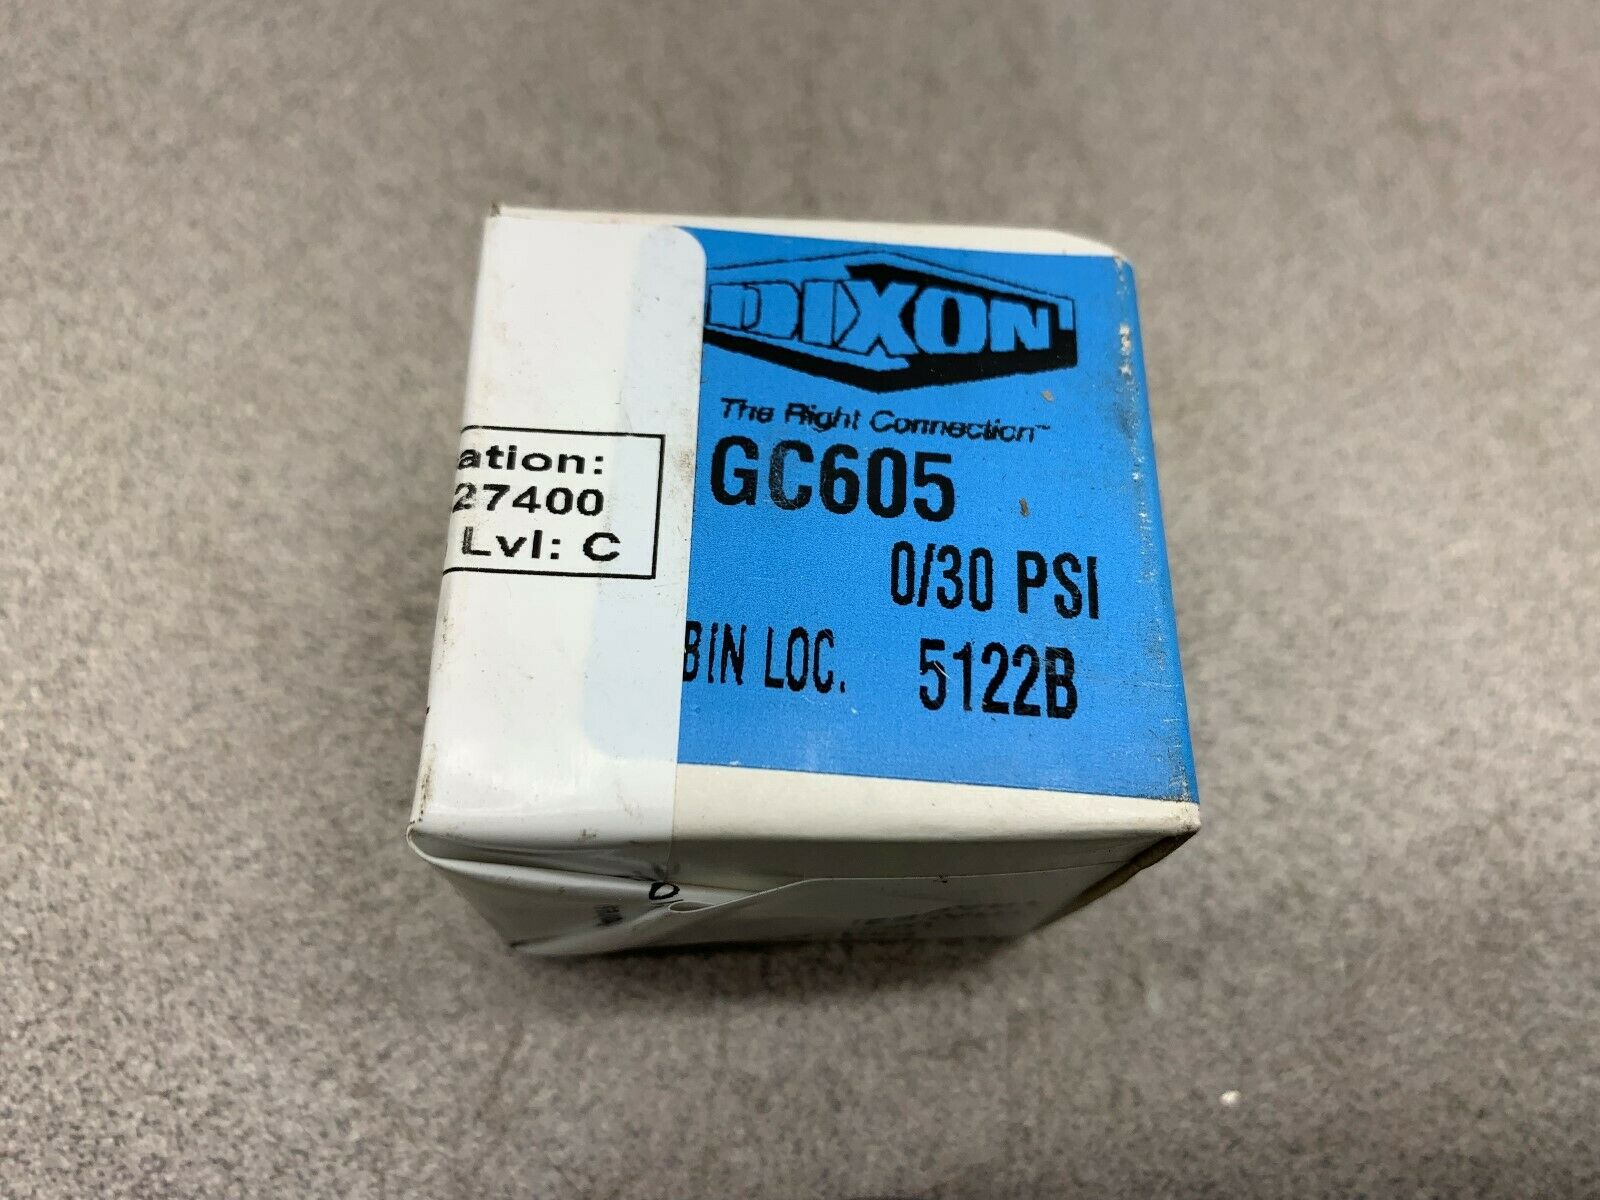 DIXON
The Right Connection™
GC605
0/30 PSI
BIN LOC. 5122B
ation:
27400
Lvl: C